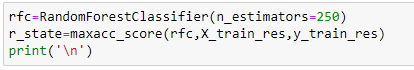 rfc=RandomForestClassifier(n_estimators=250)
r_state=maxacc_score(rfc,X_train_res,y_train_res)
print('\n')